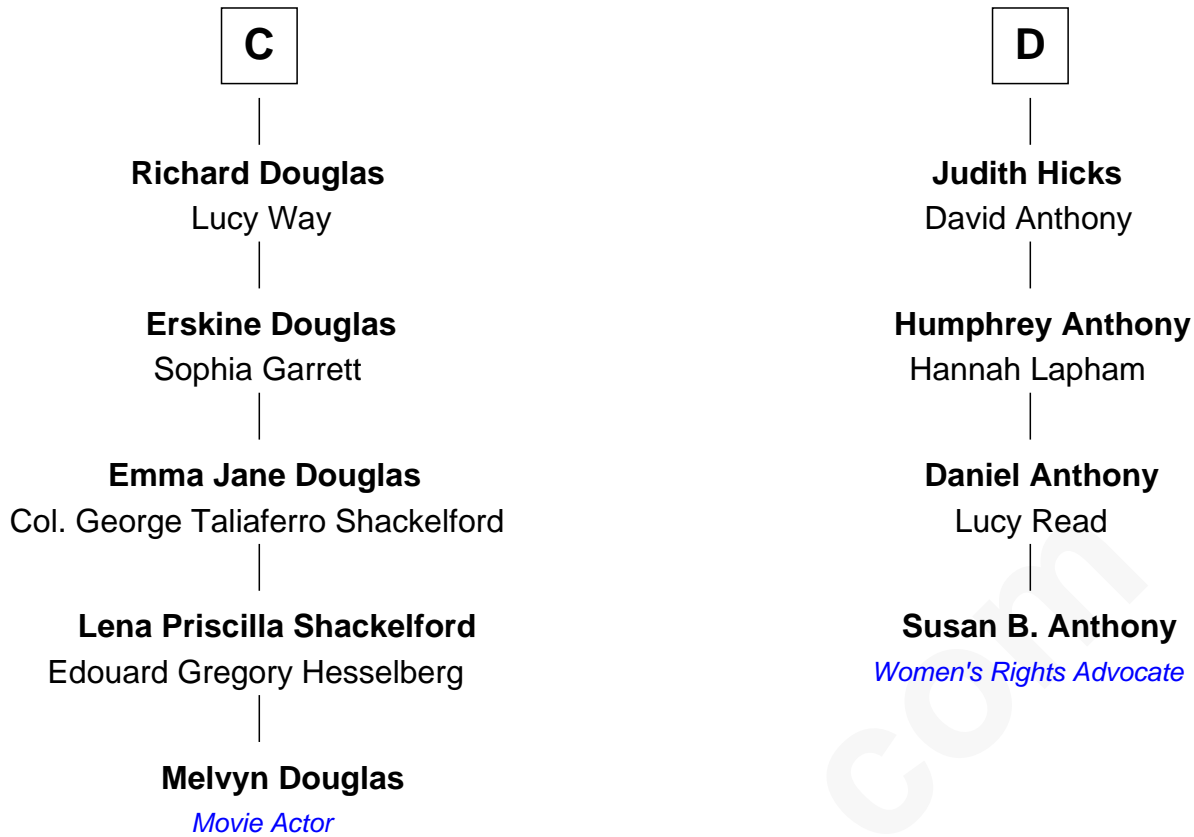 C
Richard Douglas
Lucy Way
Erskine Douglas
Sophia Garrett
Emma Jane Douglas
Col. George Taliaferro Shackelford
Lena Priscilla Shackelford
Edouard Gregory Hesselberg
Melvyn Douglas
Movie Actor
D
Judith Hicks
David Anthony
Humphrey Anthony
Hannah Lapham
Daniel Anthony
Lucy Read
Susan B. Anthony
Women's Rights Advocate
com